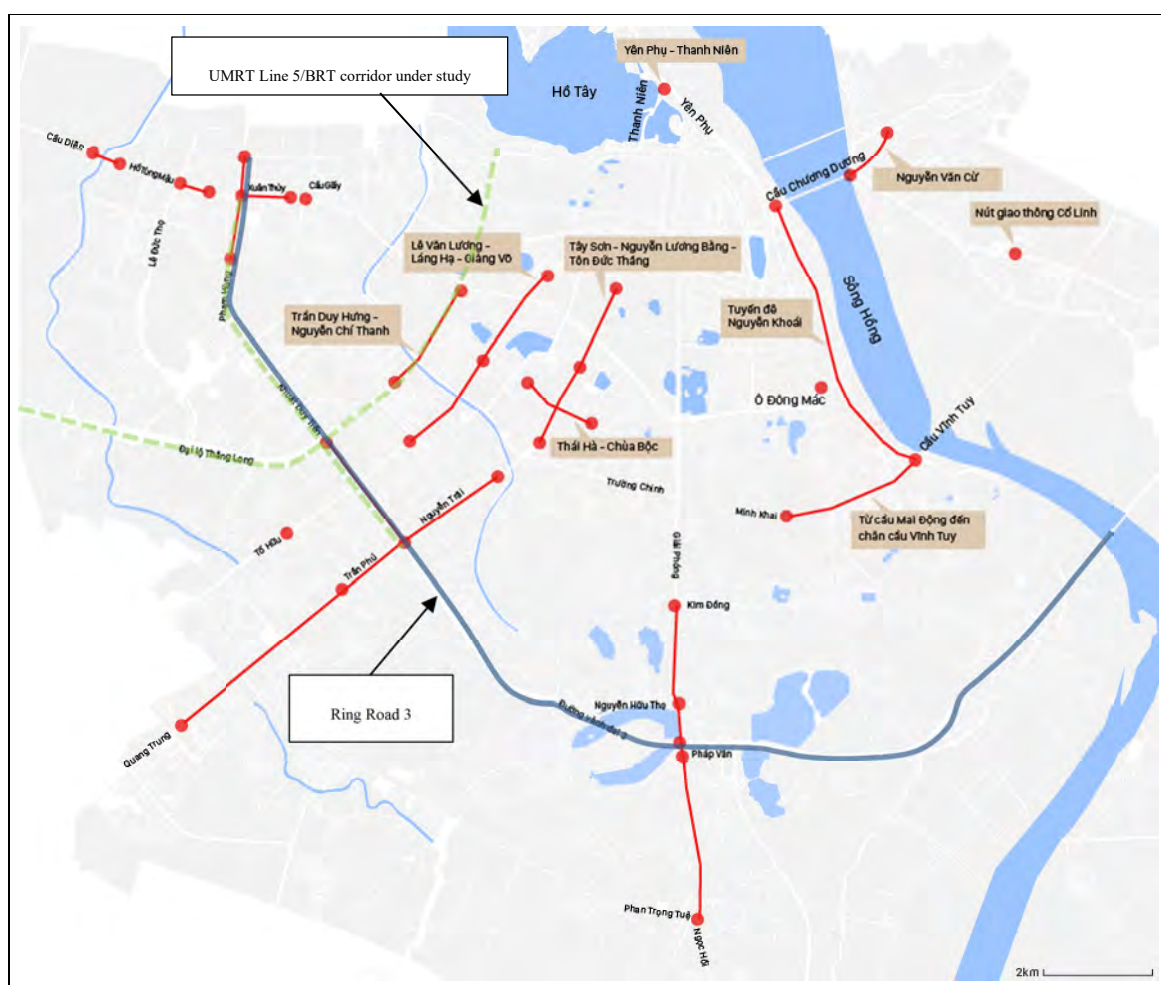 UMRT Line 5/BRT corridor under study
Yên Phụ - Thanh Niên
Hồ Tây
Thanh Niên
Yên Phụ
Cầu Diễn
Hồ Tùng Mậu
Xuân Thủy
Cầu Giấy
Cầu Chương Dương
Nguyễn Văn Cừ
Nút giao thông Cổ Linh
Lê Đức Thọ
Phạm Hùng
Lê Văn Lương -
Láng Hạ - Giảng Võ
Tây Sơn - Nguyễn Lương Bằng -
Tôn Đức Thắng
Sông Hồng
Trần Duy Hưng -
Nguyễn Chí Thanh
Tuyến đê
Nguyễn Khoái
Khuất Duy Tiến
Ô Đông Mác
Đại lộ Thăng Long
Thái Hà - Chùa Bộc
Cầu Vĩnh Tuy
Trường Chinh
Nguyễn Trãi
Minh Khai
Từ cầu Mai Động đến
chân cầu Vĩnh Tuy
Tố Hữu
Trần Phú
Giải Phóng
Kim Đồng
Ring Road 3
Nguyễn Hữu Thọ
Đường vành đai 3
Pháp Vân
Quang Trung
Phan Trọng Tuệ
Ngọc Hồi
2km